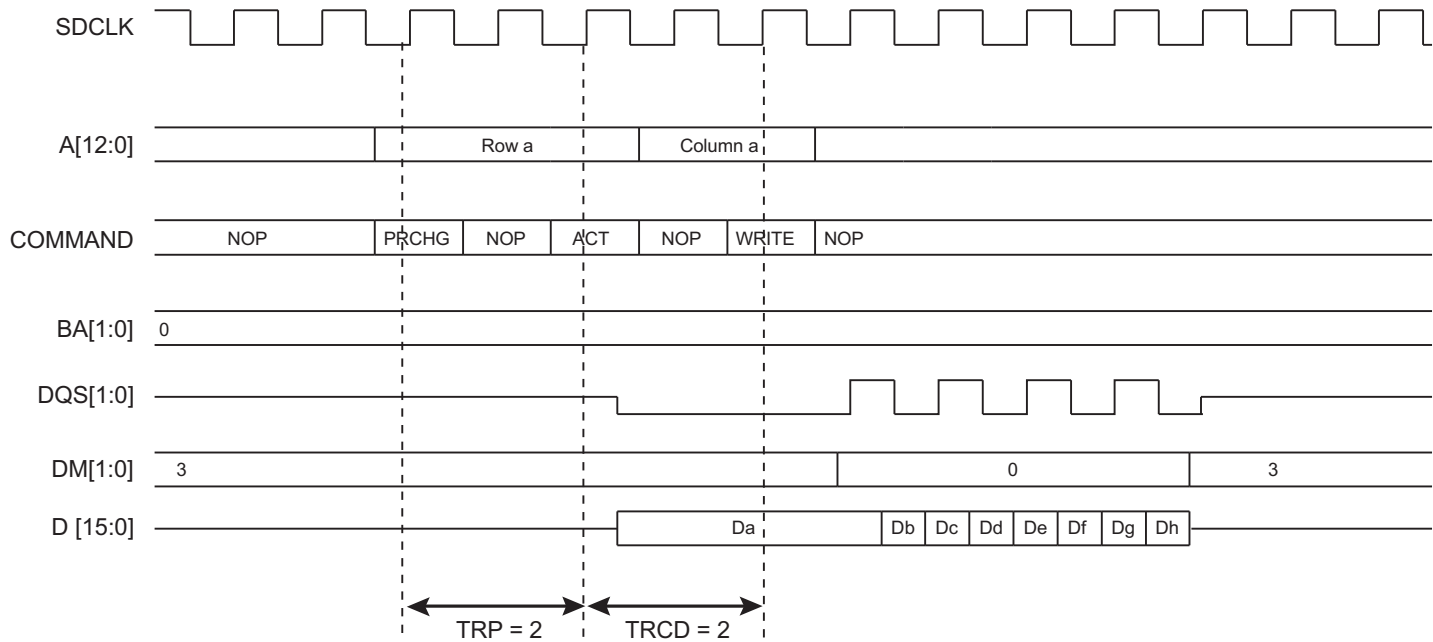 SDCLK
A[12:0] Row a Column a
COMMAND NOP PRCHG NOP ACT NOP WRITE NOP
BA[1:0] 0
DQS[1:0]
DM[1:0] 3 0 3
D [15:0] Da Db Dc Dd De Df Dg Dh
TRP = 2 TRCD = 2